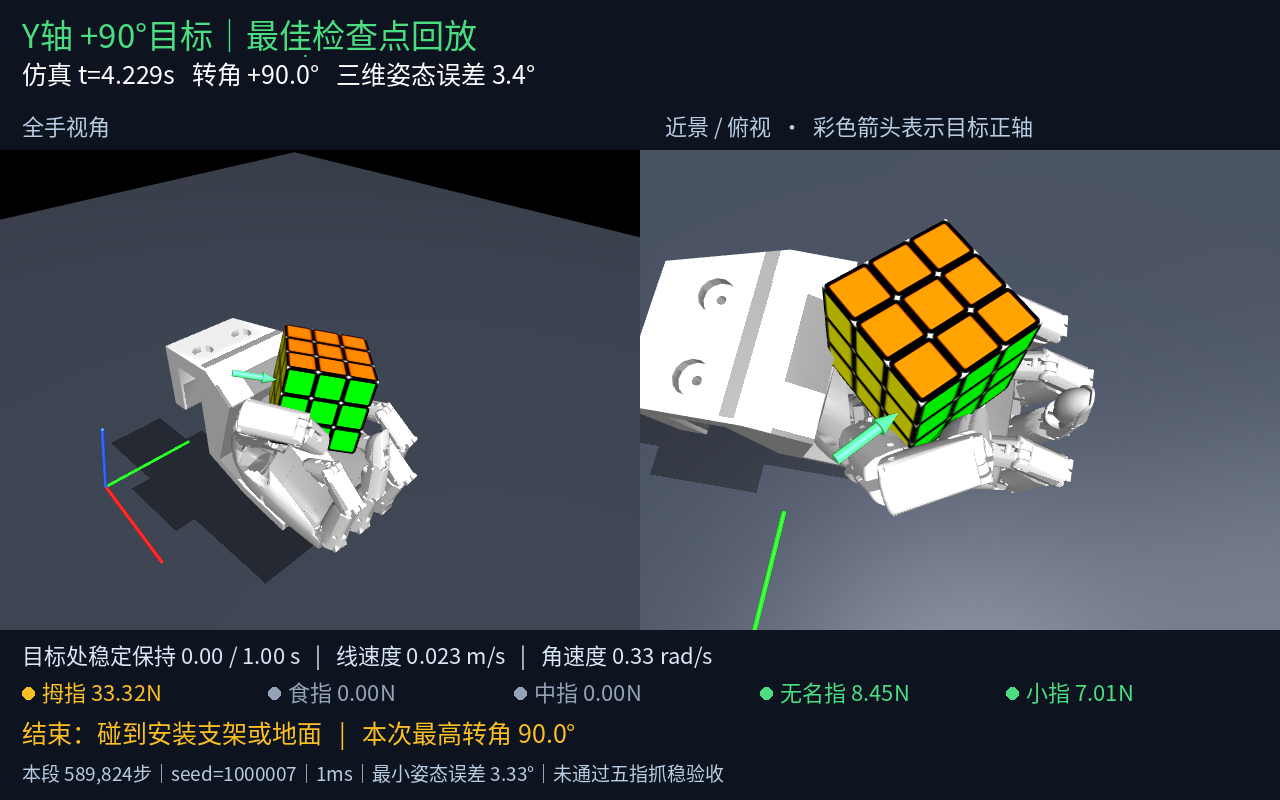 Y轴 +90°目标｜最佳检查点回放
仿真 t=4.229s 转角 +90.0° 三维姿态误差 3.4°
全手视角
近景 / 俯视 • 彩色箭头表示目标正轴
目标处稳定保持 0.00 / 1.00 s ｜ 线速度 0.023 m/s ｜ 角速度 0.33 rad/s
拇指 33.32N 食指 0.00N 中指 0.00N 无名指 8.45N 小指 7.01N
结束：碰到安装支架或地面 ｜ 本次最高转角 90.0°
本段 589,824步｜seed=1000007｜1ms｜最小姿态误差 3.33°｜未通过五指抓稳验收